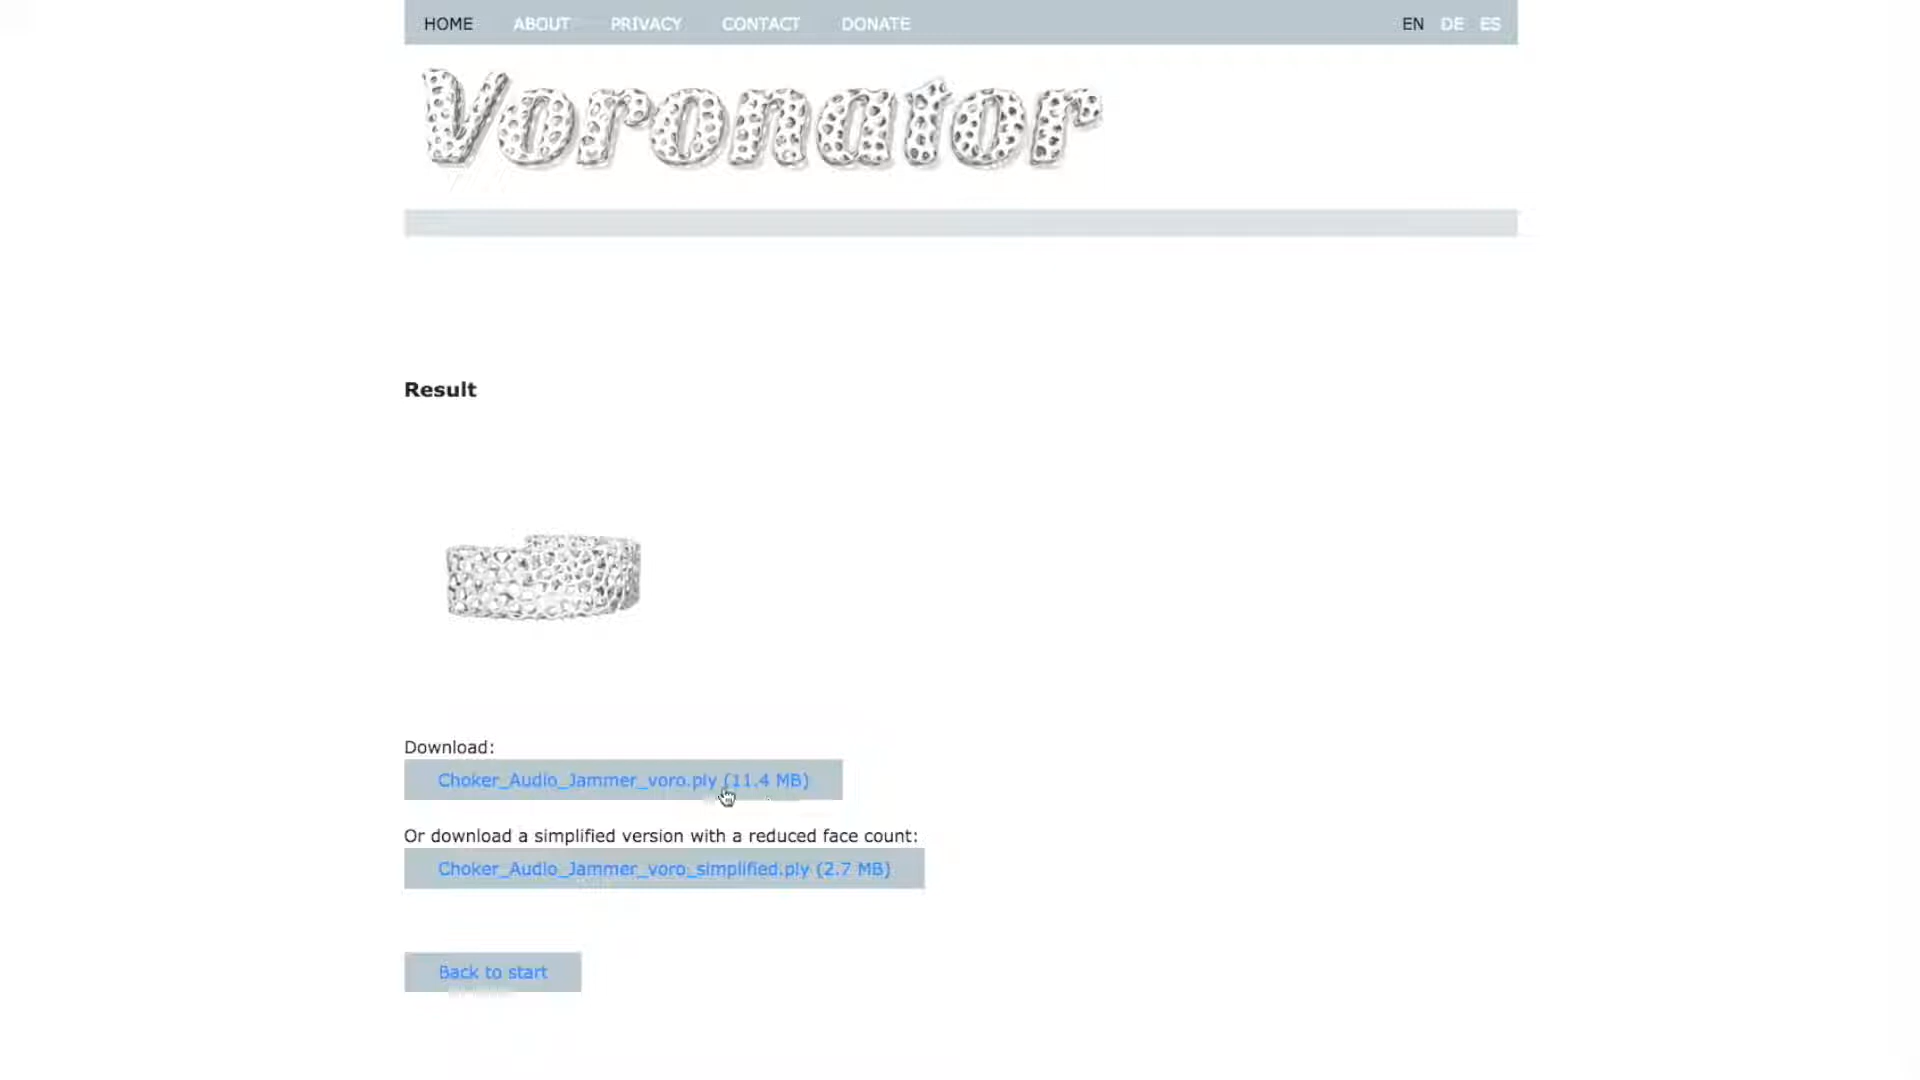 HOME ABOUT PRIVACY CONTACT DONATE EN DE ES
Voronator
Result
Download:
Choker_Audio_Jammer_voro.ply (11.4 MB)
Or download a simplified version with a reduced face count:
Choker_Audio_Jammer_voro_simplified.ply (2.7 MB)
Back to start